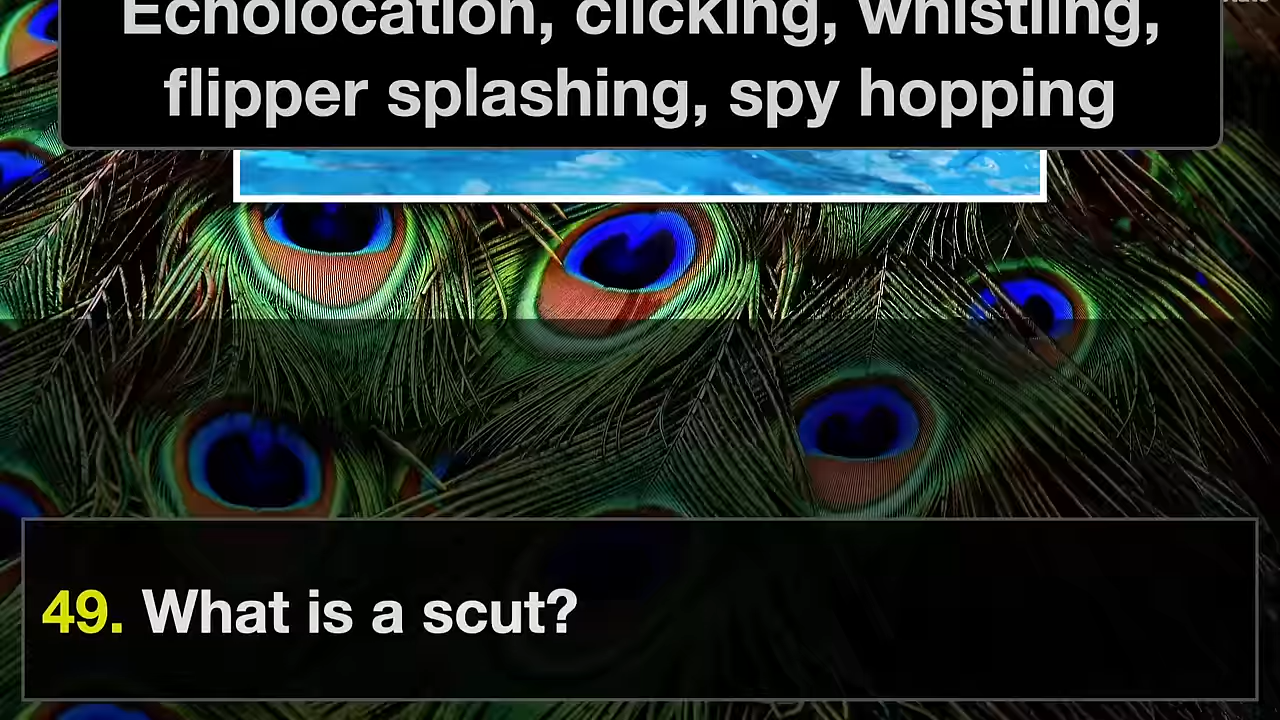 Echolocation, clicking, whistling,
flipper splashing, spy hopping
49. What is a scut?